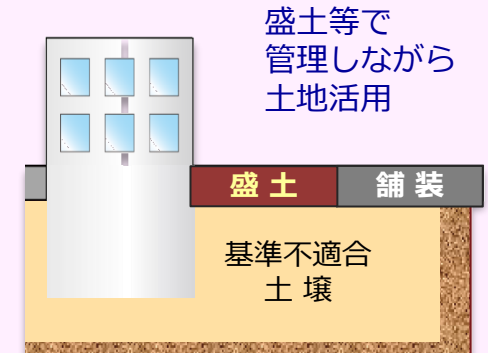 盛土等で
管理しながら
土地活用
盛 土
舗 装
基準不適合
土 壌